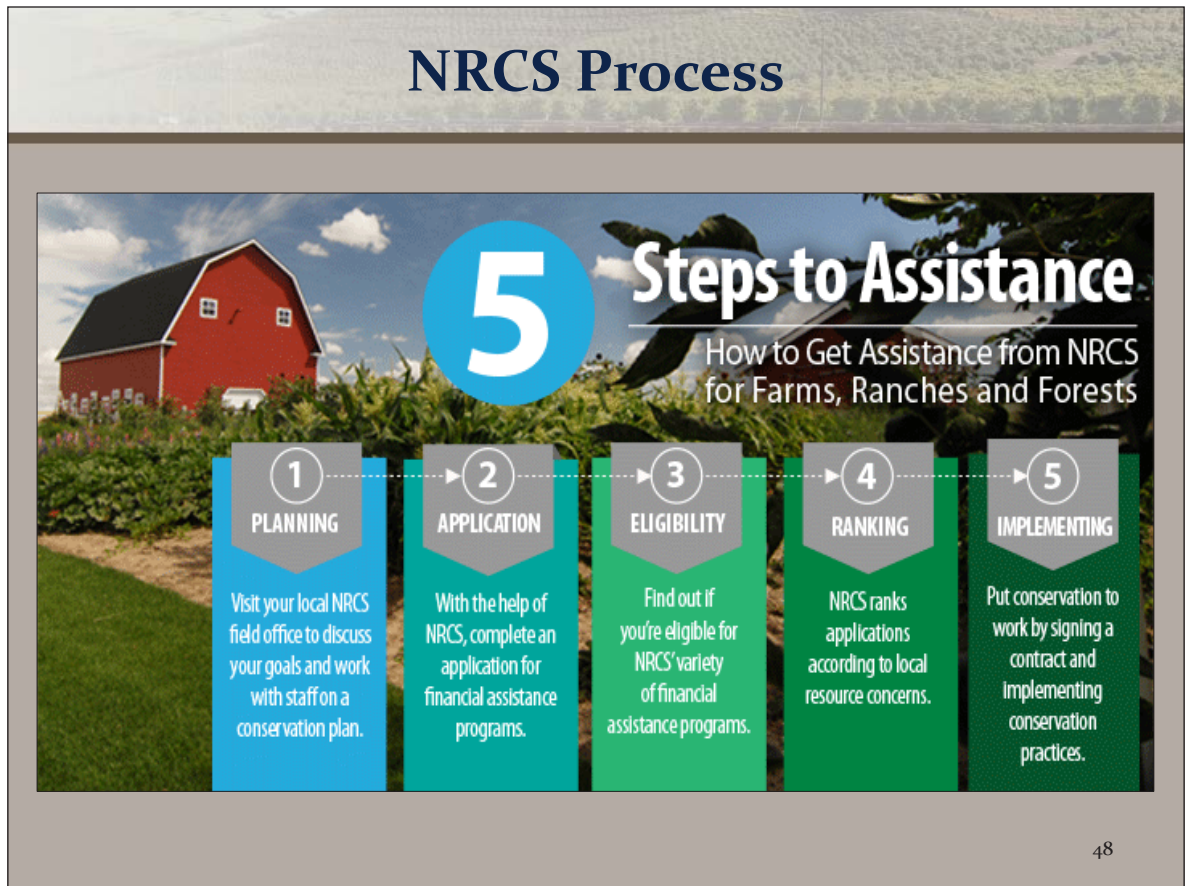 NRCS Process
5
Steps to Assistance
How to Get Assistance from NRCS
for Farms, Ranches and Forests
1
PLANNING
Visit your local NRCS
field office to discuss
your goals and work
with staff on a
conservation plan.
2
APPLICATION
With the help of
NRCS, complete an
application for
financial assistance
programs.
3
ELIGIBILITY
Find out if
you're eligible for
NRCS' variety
of financial
assistance programs.
4
RANKING
NRCS ranks
applications
according to local
resource concerns.
5
IMPLEMENTING
Put conservation to
work by signing a
contract and
implementing
conservation
practices.
48